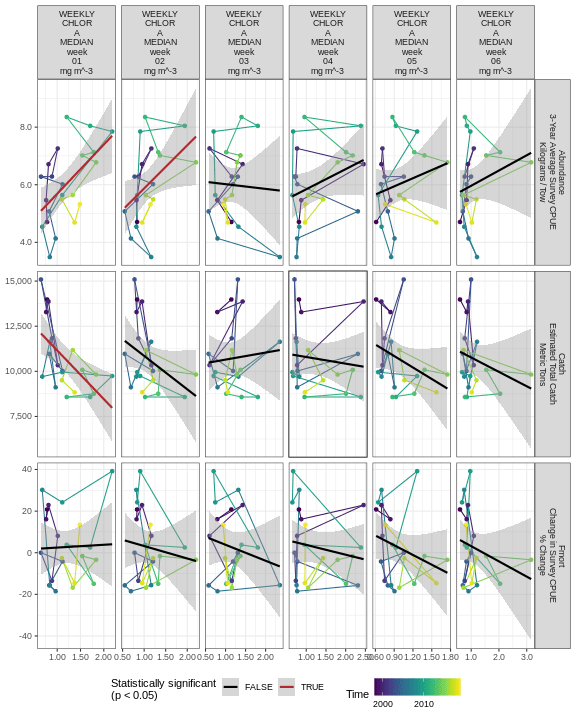 WEEKLY
CHLOR
A
MEDIAN
week
01
mg m^-3
WEEKLY
CHLOR
A
MEDIAN
week
02
mg m^-3
WEEKLY
CHLOR
A
MEDIAN
week
03
mg m^-3
WEEKLY
CHLOR
A
MEDIAN
week
04
mg m^-3
WEEKLY
CHLOR
A
MEDIAN
week
05
mg m^-3
WEEKLY
CHLOR
A
MEDIAN
week
06
mg m^-3
8.0
6.0
4.0
Abundance
3-Year Average Survey CPUE
Kilograms / Tow
15,000
12,500
10,000
7,500
Catch
Estimated Total Catch
Metric Tons
40
20
0
-20
-40
Fmort
Change in Survey CPUE
% Change
1.00 1.50 2.00
0.50 1.00 1.50 2.00
0.50 1.00 1.50 2.00
1.00 1.50 2.00 2.50
0.60 0.90 1.20 1.50 1.80
1.0 2.0 3.0
Statistically significant
(p < 0.05)
FALSE
TRUE
Time
2000 2010